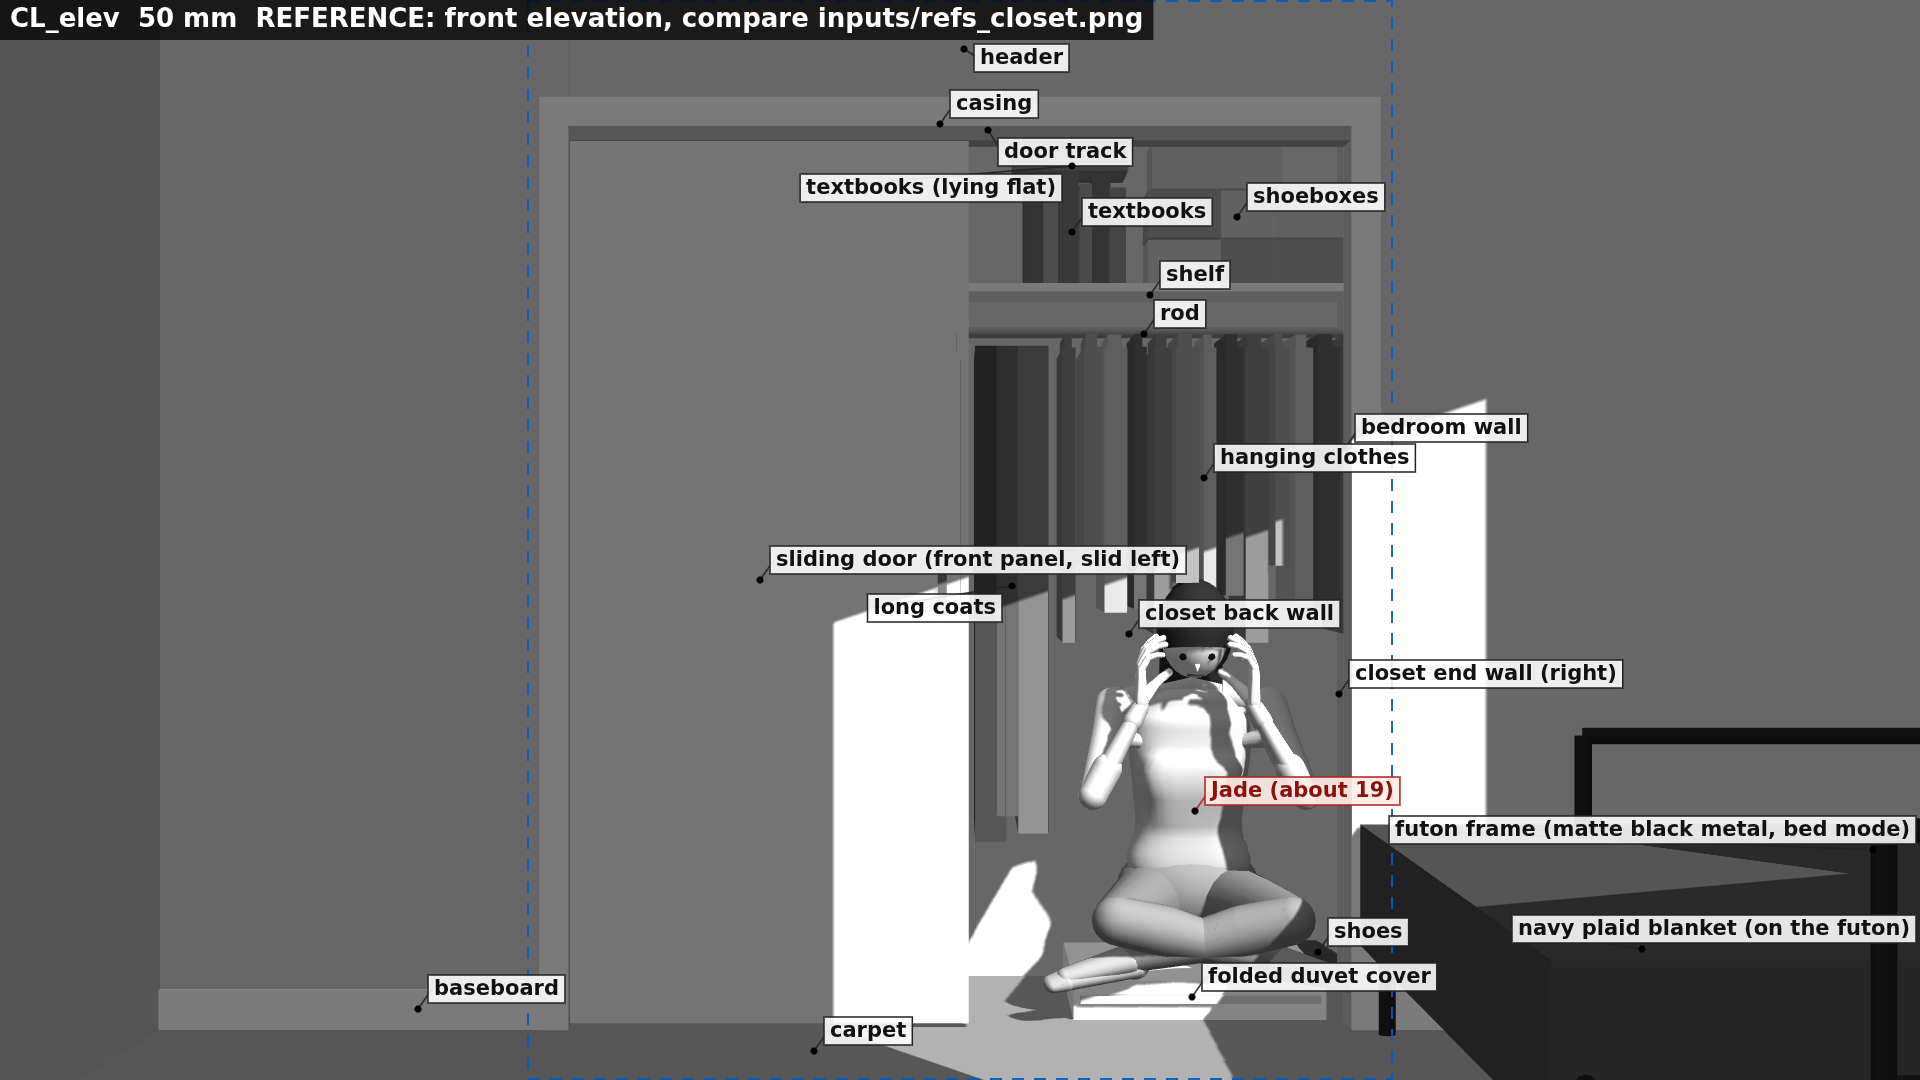 CL_elev 50 mm REFERENCE: front elevation, compare inputs/refs_closet.png
header
casing
door track
textbooks (lying flat)
shoeboxes
textbooks
shelf
rod
bedroom wall
hanging clothes
sliding door (front panel, slid left)
long coats
closet back wall
closet end wall (right)
Jade (about 19)
futon frame (matte black metal, bed mode)
shoes
navy plaid blanket (on the futon)
folded duvet cover
baseboard
carpet